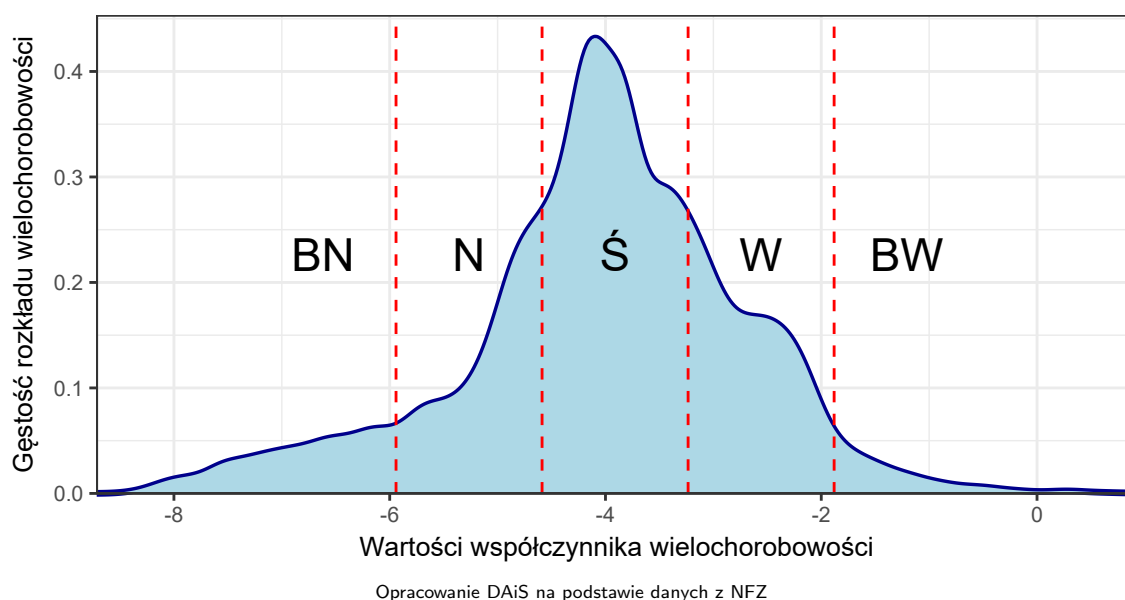 Gęstość rozkładu wielochorobowości
0.4
0.3
0.2
0.1
0.0
BN N Ś W BW
-8 -6 -4 -2 0
Wartości współczynnika wielochorobowości
Opracowanie DAiS na podstawie danych z NFZ